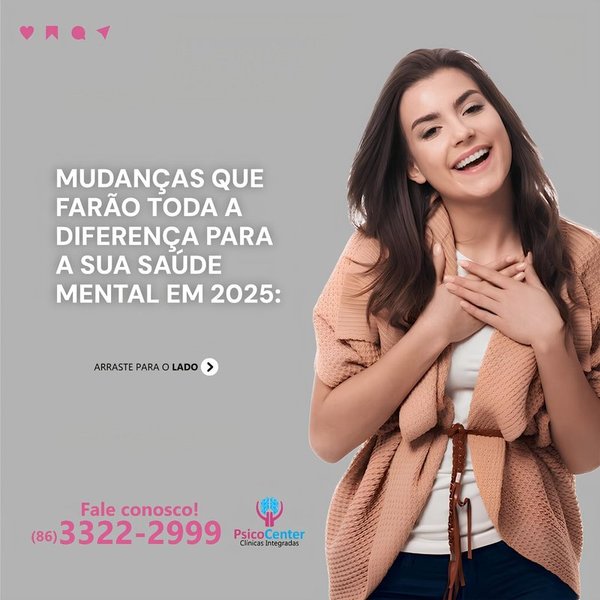 MUDANÇAS QUE
FARÃO TODA A
DIFERENÇA PARA
A SUA SAÚDE
MENTAL EM 2025:
ARRASTE PARA O LADO
Fale conosco!
(86)3322-2999
PsicoCenter
Clínicas Integradas